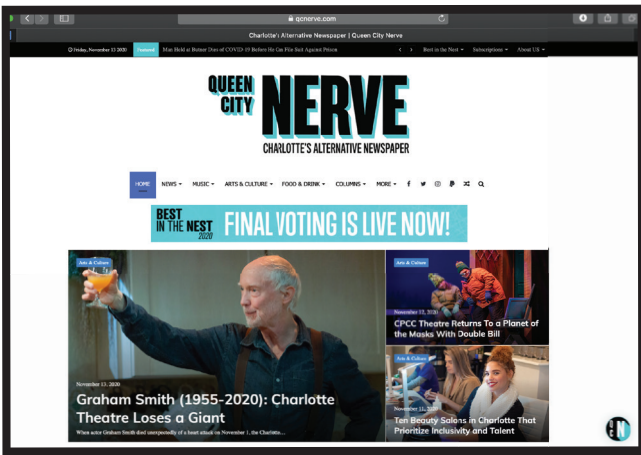 qcnerve.com
Charlotte's Alternative Newspaper | Queen City Nerve
Friday, November 13 2020 Featured Man Held at Butner Dies of COVID-19 Before He Can File Suit Against Prison Best in the Nest Subscriptions About US
QUEEN
CITY
NERVE
CHARLOTTE'S ALTERNATIVE NEWSPAPER
HOME NEWS MUSIC ARTS & CULTURE FOOD & DRINK COLUMNS MORE
BEST
IN THE NEST
2020
FINAL VOTING IS LIVE NOW!
Arts & Culture
November 13, 2020
Graham Smith (1955-2020): Charlotte
Theatre Loses a Giant
When actor Graham Smith died unexpectedly of a heart attack on November 1, the Charlotte...
Arts & Culture
November 12, 2020
CPCC Theatre Returns To a Planet of
the Masks With Double Bill
Arts & Culture
November 12, 2020
Ten Beauty Salons in Charlotte That
Prioritize Inclusivity and Talent
QC
N